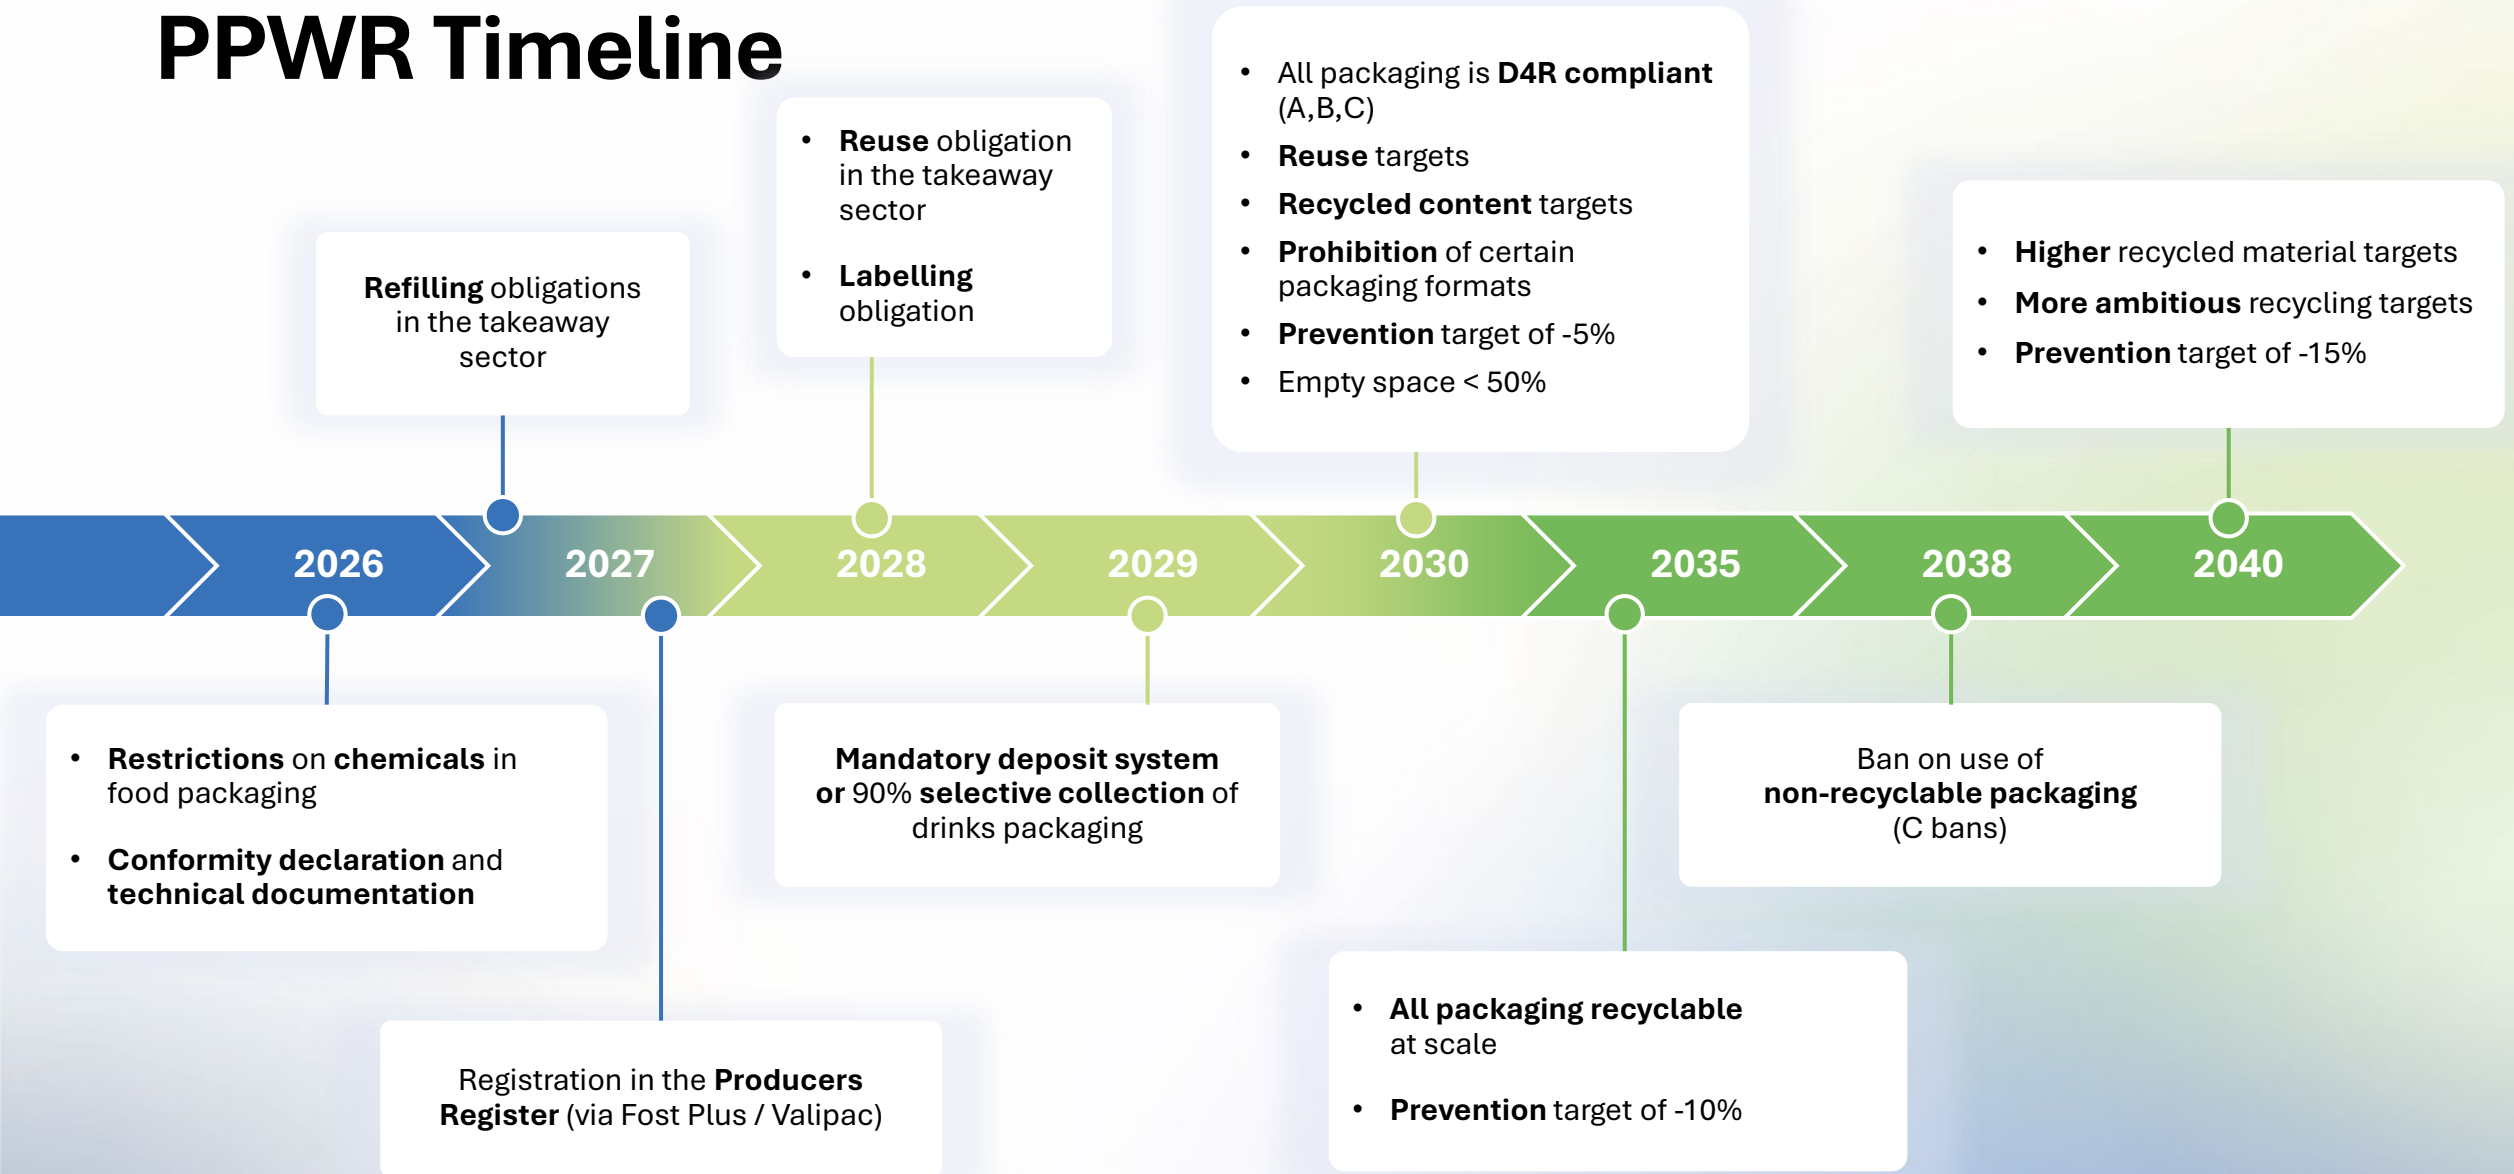 PPWR Timeline
• Reuse obligation
in the takeaway
sector
• Labelling
obligation
• All packaging is D4R compliant
(A,B,C)
• Reuse targets
• Recycled content targets
• Prohibition of certain
packaging formats
• Prevention target of -5%
• Empty space < 50%
• Higher recycled material targets
• More ambitious recycling targets
• Prevention target of -15%
Refilling obligations
in the takeaway
sector
2026
2027
2028
2029
2030
2035
2038
2040
• Restrictions on chemicals in
food packaging
• Conformity declaration and
technical documentation
Mandatory deposit system
or 90% selective collection of
drinks packaging
Ban on use of
non-recyclable packaging
(C bans)
Registration in the Producers
Register (via Fost Plus / Valipac)
• All packaging recyclable
at scale
• Prevention target of -10%